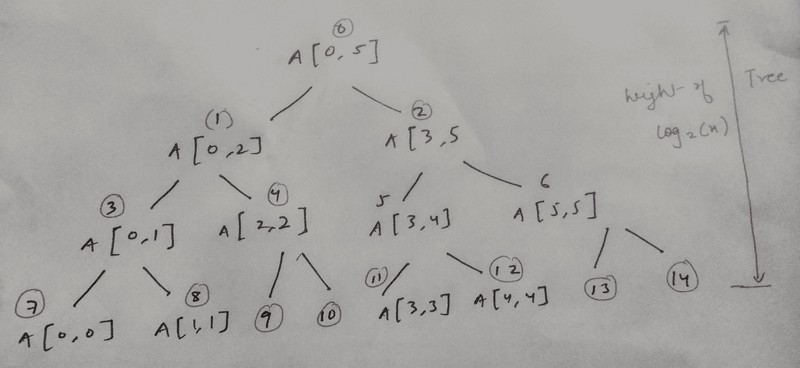 0
A [0, 5]
(1)
A [0, 2]
2
A [3, 5
3
A [0, 1]
4
A [2, 2]
5
A [3, 4]
6
A [5, 5]
7
A [0, 0]
8
A [1, 1]
9
10
11
A [3, 3]
12
A [4, 4]
13
14
height of
Tree
log₂(n)